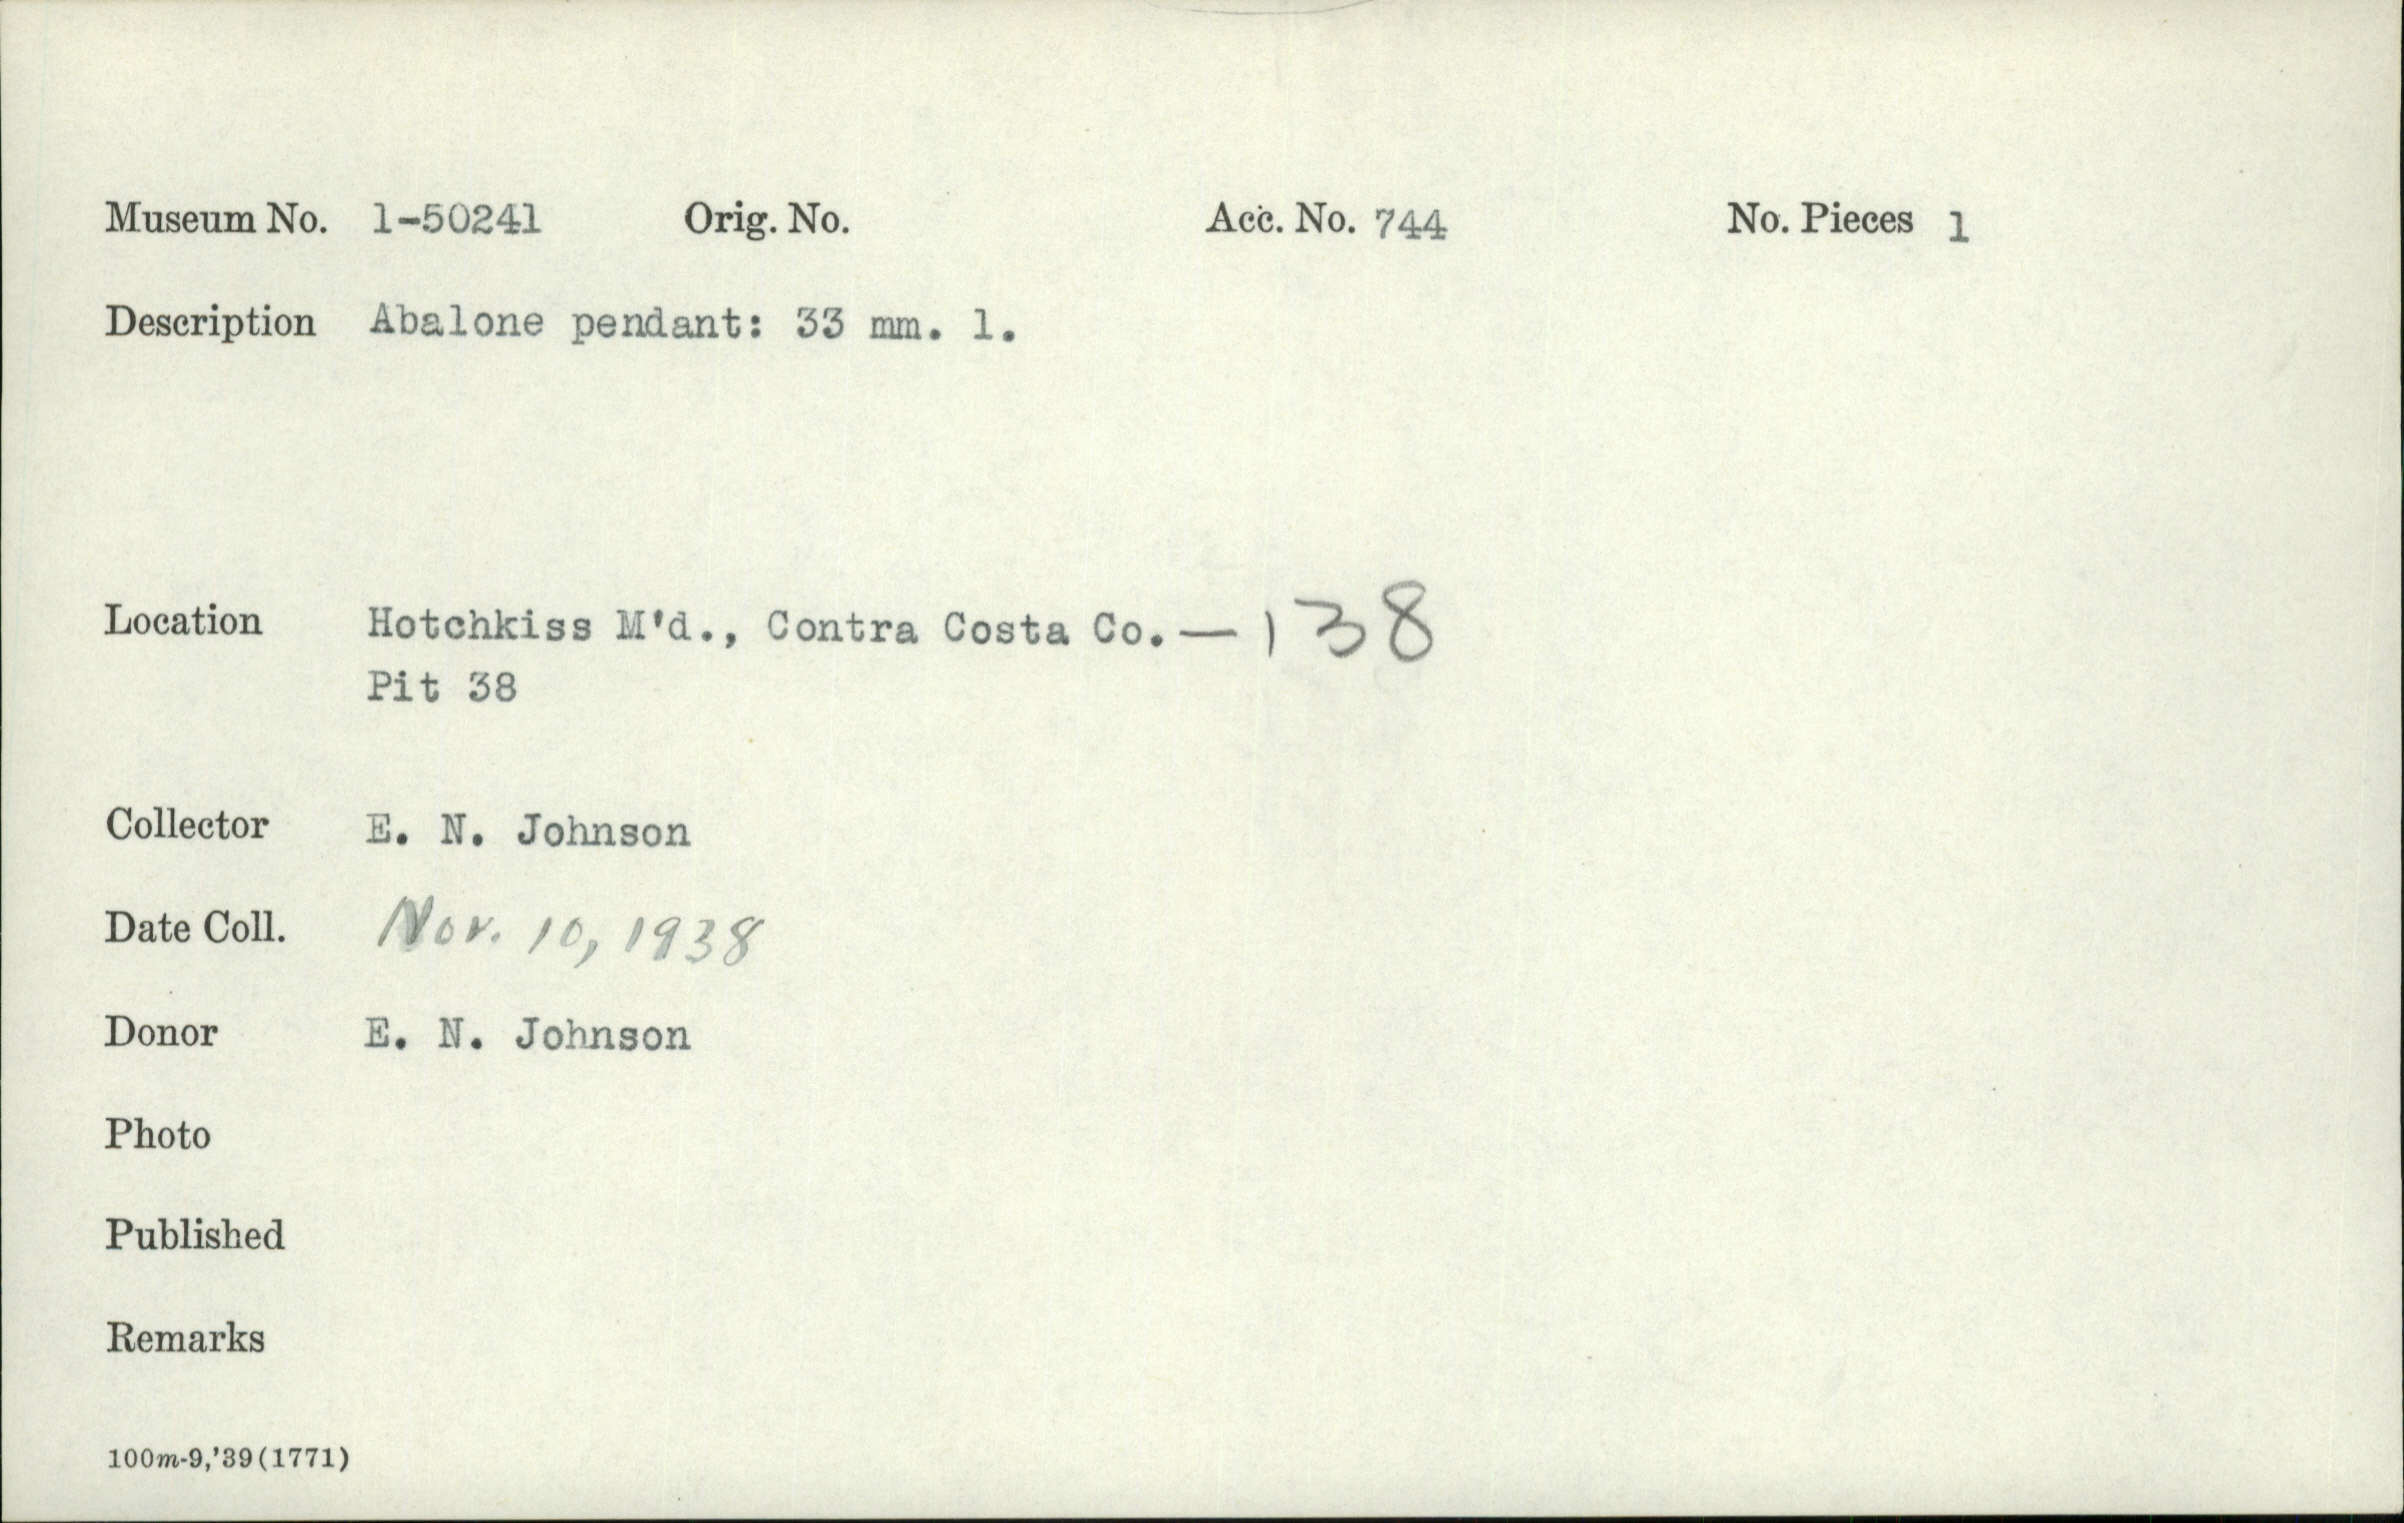 Museum No. 1-50241 Orig. No. Acc. No. 744 No. Pieces 1
Description Abalone pendant: 33 mm. l.
Location Hotchkiss M'd., Contra Costa Co. — 138
Pit 38
Collector E. N. Johnson
Date Coll. Nov. 10, 1938
Donor E. N. Johnson
Photo
Published
Remarks
100m-9,'39(1771)